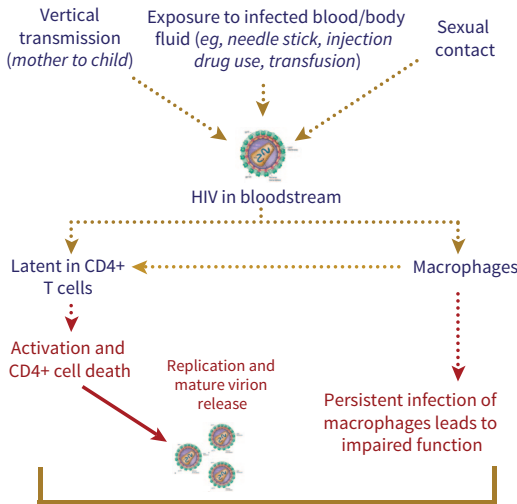 Vertical
transmission
(mother to child)
Exposure to infected blood/body
fluid (eg, needle stick, injection
drug use, transfusion)
Sexual
contact
HIV in bloodstream
Latent in CD4+
T cells
Macrophages
Activation and
CD4+ cell death
Replication and
mature virion
release
Persistent infection of
macrophages leads to
impaired function